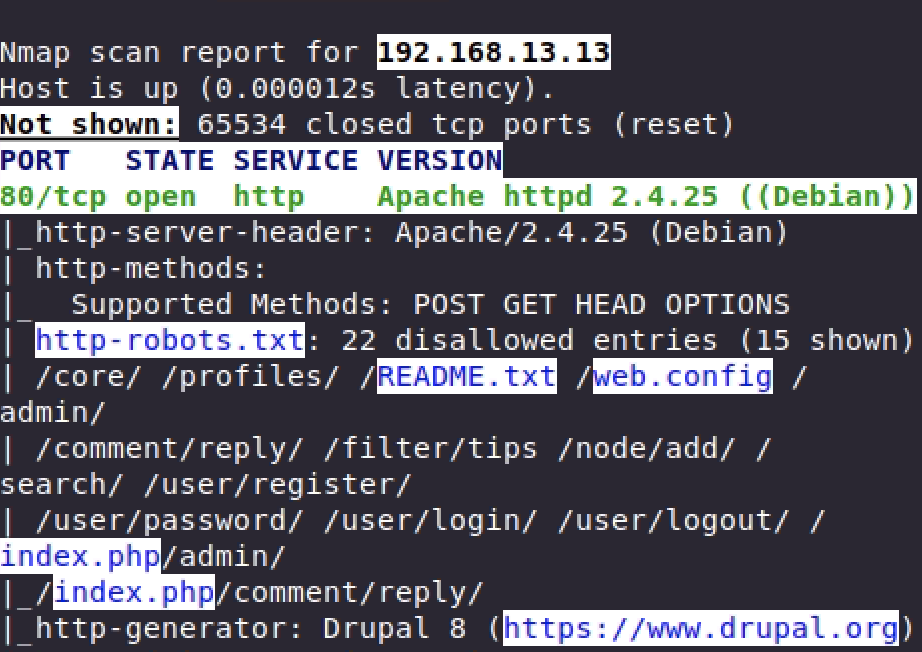 Nmap scan report for 192.168.13.13
Host is up (0.000012s latency).
Not shown: 65534 closed tcp ports (reset)
PORT   STATE SERVICE VERSION
80/tcp open  http    Apache httpd 2.4.25 ((Debian))
|_http-server-header: Apache/2.4.25 (Debian)
| http-methods:
|_  Supported Methods: POST GET HEAD OPTIONS
| http-robots.txt: 22 disallowed entries (15 shown)
| /core/ /profiles/ /README.txt /web.config /
admin/
| /comment/reply/ /filter/tips /node/add/ /
search/ /user/register/
| /user/password/ /user/login/ /user/logout/ /
index.php/admin/
|_/index.php/comment/reply/
|_http-generator: Drupal 8 (https://www.drupal.org)